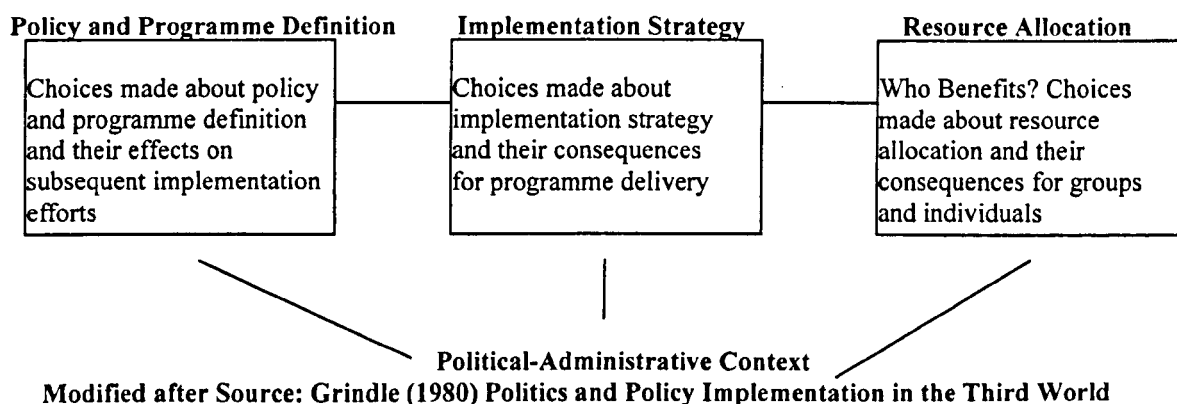 Policy and Programme Definition
Implementation Strategy
Resource Allocation
Choices made about policy
and programme definition
and their effects on
subsequent implementation
efforts
Choices made about
implementation strategy
and their consequences
for programme delivery
Who Benefits? Choices
made about resource
allocation and their
consequences for groups
and individuals
Political-Administrative Context
Modified after Source: Grindle (1980) Politics and Policy Implementation in the Third World